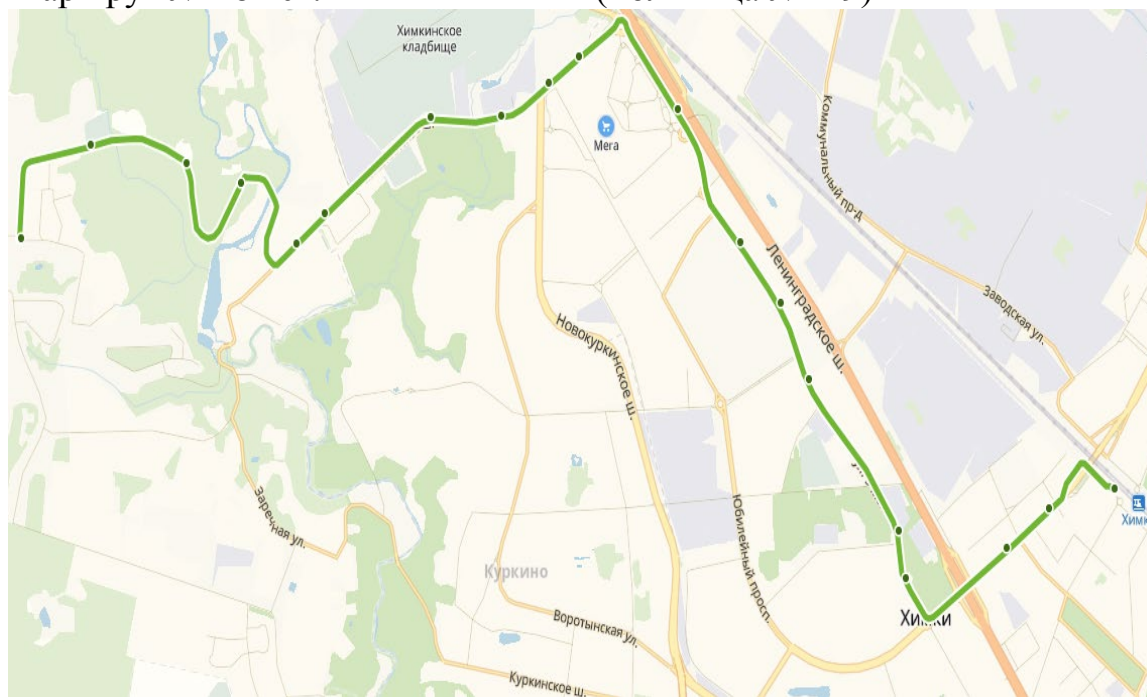 Химкинское
кладбище
Мега
Коммунальный пр-д
Ленинградское ш.
Заводская ул.
Новокуркинское ш.
Юбилейный просп.
Заречная ул.
Куркино
Химки
Воротынская ул.
Куркинское ш.